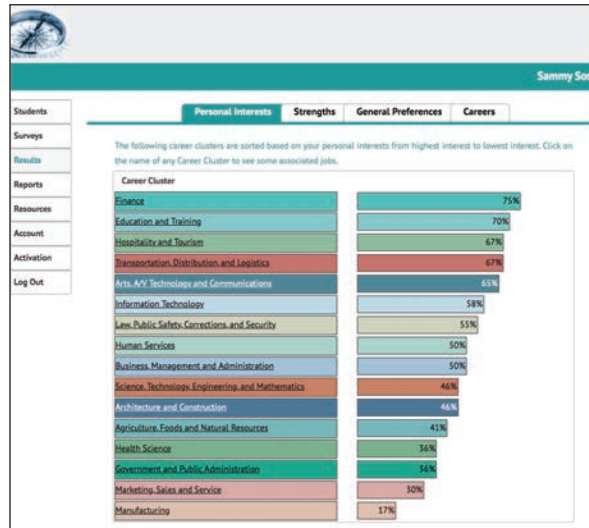 Sammy Sos
Students
Surveys
Results
Reports
Resources
Account
Activation
Log Out
Personal Interests Strengths General Preferences Careers
The following career clusters are sorted based on your personal interests from highest interest to lowest interest. Click on
the name of any Career Cluster to see some associated jobs.
Career Cluster
Finance 75%
Education and Training 70%
Hospitality and Tourism 67%
Transportation, Distribution, and Logistics 67%
Arts, A/V Technology and Communications 65%
Information Technology 58%
Law, Public Safety, Corrections, and Security 55%
Human Services 50%
Business, Management and Administration 50%
Science, Technology, Engineering, and Mathematics 46%
Architecture and Construction 46%
Agriculture, Foods and Natural Resources 41%
Health Science 36%
Government and Public Administration 36%
Marketing, Sales and Service 30%
Manufacturing 17%